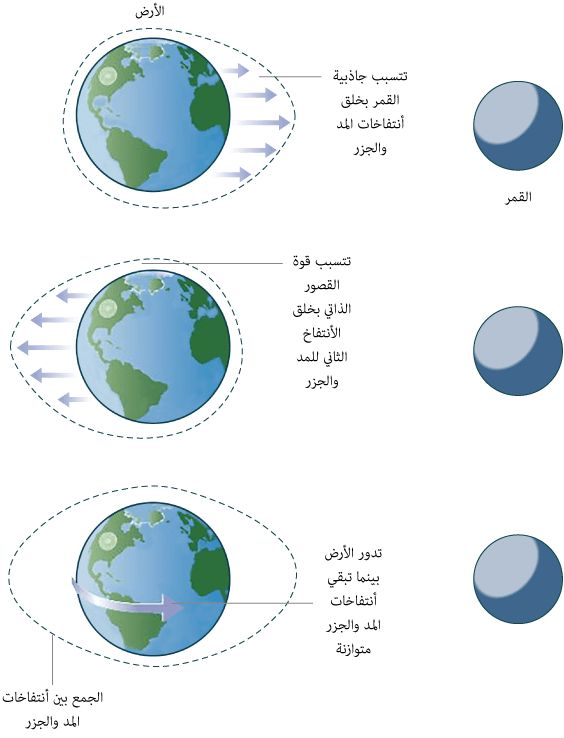 الأرض
تتسبب جاذبية
القمر بخلق
أنتفاخات المد
والجزر
القمر
تتسبب قوة
القصور
الذاتي بخلق
الأنتفاخ
الثاني للمد
والجزر
تدور الأرض
بينما تبقي
أنتفاخات
المد والجزر
متوازنة
الجمع بين أنتفاخات
المد والجزر